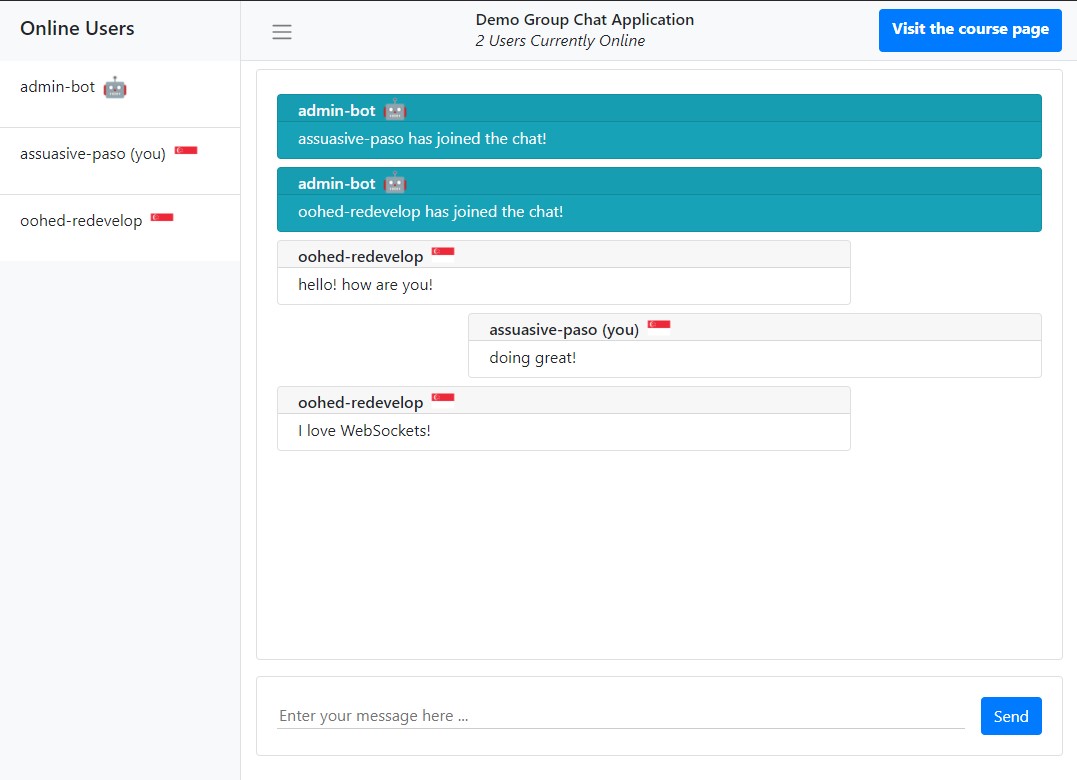 Online Users
admin-bot 🤖
assuasive-paso (you) 🇸🇬
oohed-redevelop 🇸🇬
Demo Group Chat Application
2 Users Currently Online
Visit the course page
admin-bot 🤖
assuasive-paso has joined the chat!
admin-bot 🤖
oohed-redevelop has joined the chat!
oohed-redevelop 🇸🇬
hello! how are you!
assuasive-paso (you) 🇸🇬
doing great!
oohed-redevelop 🇸🇬
I love WebSockets!
Enter your message here ...
Send